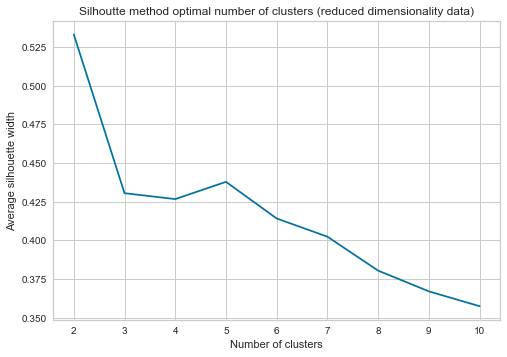 Silhoutte method optimal number of clusters (reduced dimensionality data)
0.525
0.500
0.475
0.450
0.425
0.400
0.375
0.350
Average silhouette width
2 3 4 5 6 7 8 9 10
Number of clusters